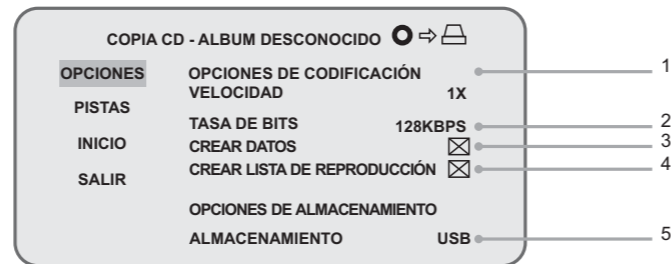 COPIA CD - ALBUM DESCONOCIDO
OPCIONES
PISTAS
INICIO
SALIR
OPCIONES DE CODIFICACIÓN
VELOCIDAD 1X
TASA DE BITS 128KBPS
CREAR DATOS
CREAR LISTA DE REPRODUCCIÓN
OPCIONES DE ALMACENAMIENTO
ALMACENAMIENTO USB
1
2
3
4
5